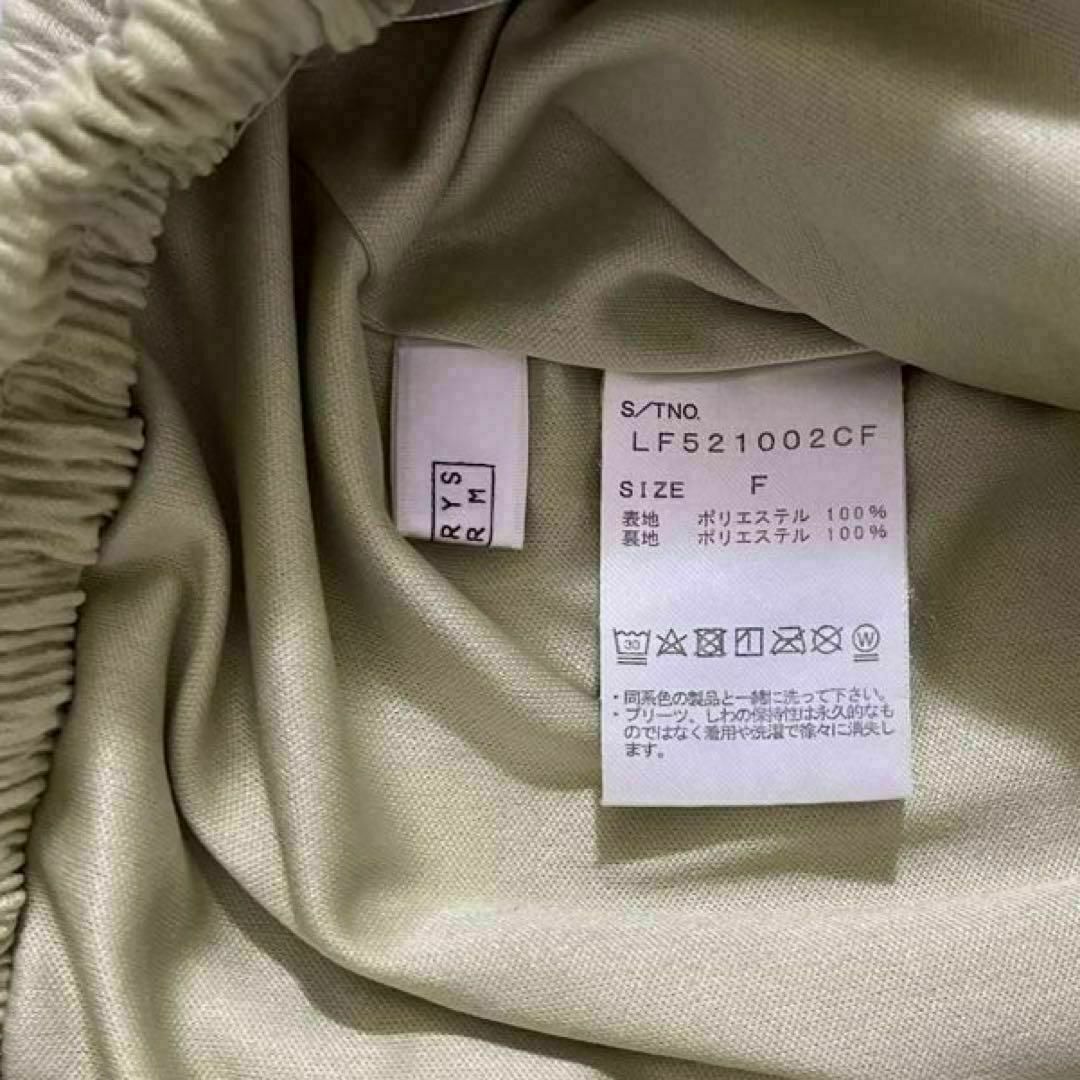 RYS
RM
S/TNO.
LF521002CF
SIZE F
表地 ポリエステル 100%
裏地 ポリエステル 100%
30
W
・同系色の製品と一緒に洗って下さい。
・プリーツ、しわの保持性は永久的なも
のではなく着用や洗濯で徐々に消失し
ます。